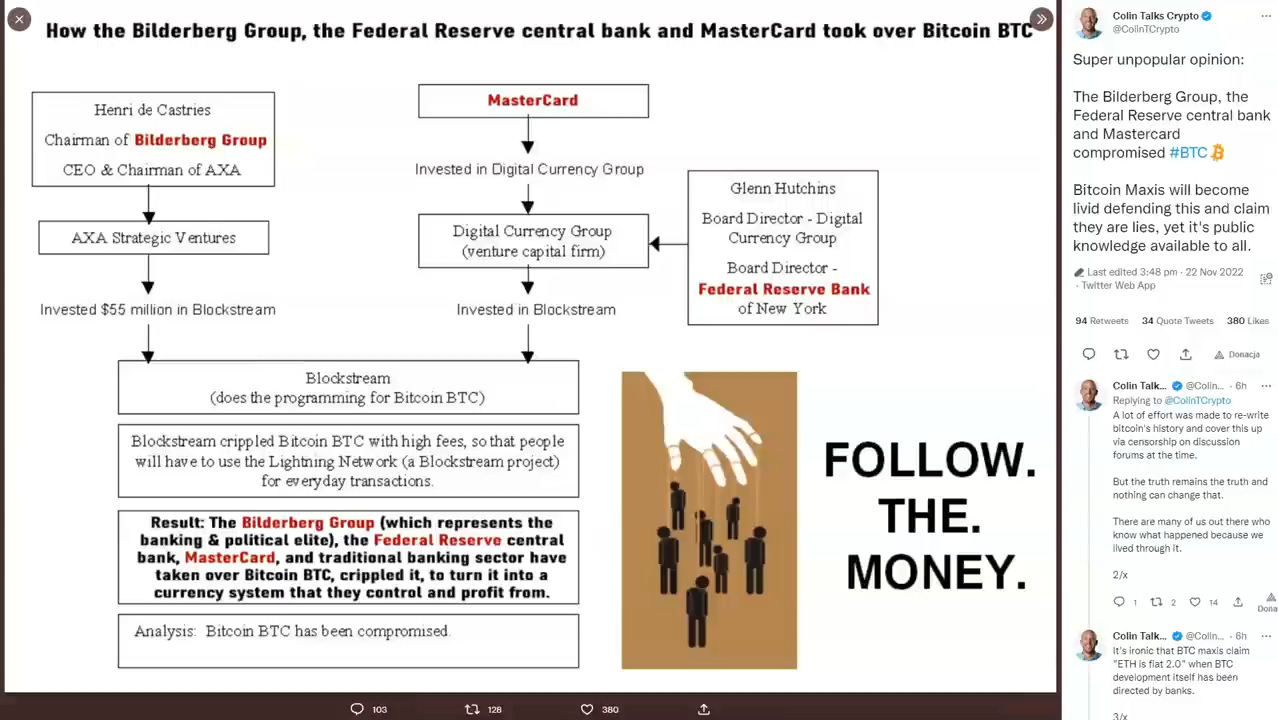 How the Bilderberg Group, the Federal Reserve central bank and MasterCard took over Bitcoin BTC
Henri de Castries
Chairman of Bilderberg Group
CEO & Chairman of AXA
AXA Strategic Ventures
Invested $55 million in Blockstream
MasterCard
Invested in Digital Currency Group
Digital Currency Group
(venture capital firm)
Invested in Blockstream
Glenn Hutchins
Board Director - Digital
Currency Group
Board Director -
Federal Reserve Bank
of New York
Blockstream
(does the programming for Bitcoin BTC)
Blockstream crippled Bitcoin BTC with high fees, so that people
will have to use the Lightning Network (a Blockstream project)
for everyday transactions.
Result: The Bilderberg Group (which represents the
banking & political elite), the Federal Reserve central
bank, MasterCard, and traditional banking sector have
taken over Bitcoin BTC, crippled it, to turn it into a
currency system that they control and profit from.
Analysis: Bitcoin BTC has been compromised.
FOLLOW.
THE.
MONEY.
103
128
380
Colin Talks Crypto
@ColinTCrypto
Super unpopular opinion:
The Bilderberg Group, the
Federal Reserve central bank
and Mastercard
compromised #BTC
Bitcoin Maxis will become
livid defending this and claim
they are lies, yet it's public
knowledge available to all.
Last edited 3:48 pm · 22 Nov 2022
· Twitter Web App
94 Retweets 34 Quote Tweets 380 Likes
Donacja
Colin Talk... @Colin... · 6h
Replying to @ColinTCrypto
A lot of effort was made to re-write
bitcoin's history and cover this up
via censorship on discussion
forums at the time.
But the truth remains the truth and
nothing can change that.
There are many of us out there who
know what happened because we
lived through it.
2/x
1 2 14
Dona
Colin Talk... @Colin... · 6h
It's ironic that BTC maxis claim
"ETH is fiat 2.0" when BTC
development itself has been
directed by banks.
3/x